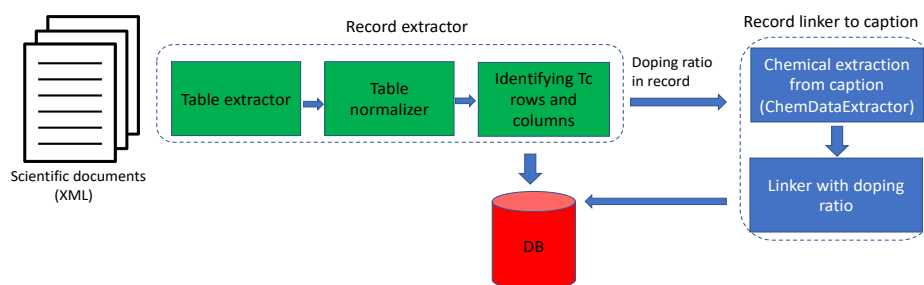 Record extractor
Record linker to caption
Table extractor
Table
normalizer
Identifying Tc
rows and
columns
Doping ratio
in record
Chemical extraction
from caption
(ChemDataExtractor)
Scientific documents
(XML)
Linker with doping
ratio
DB